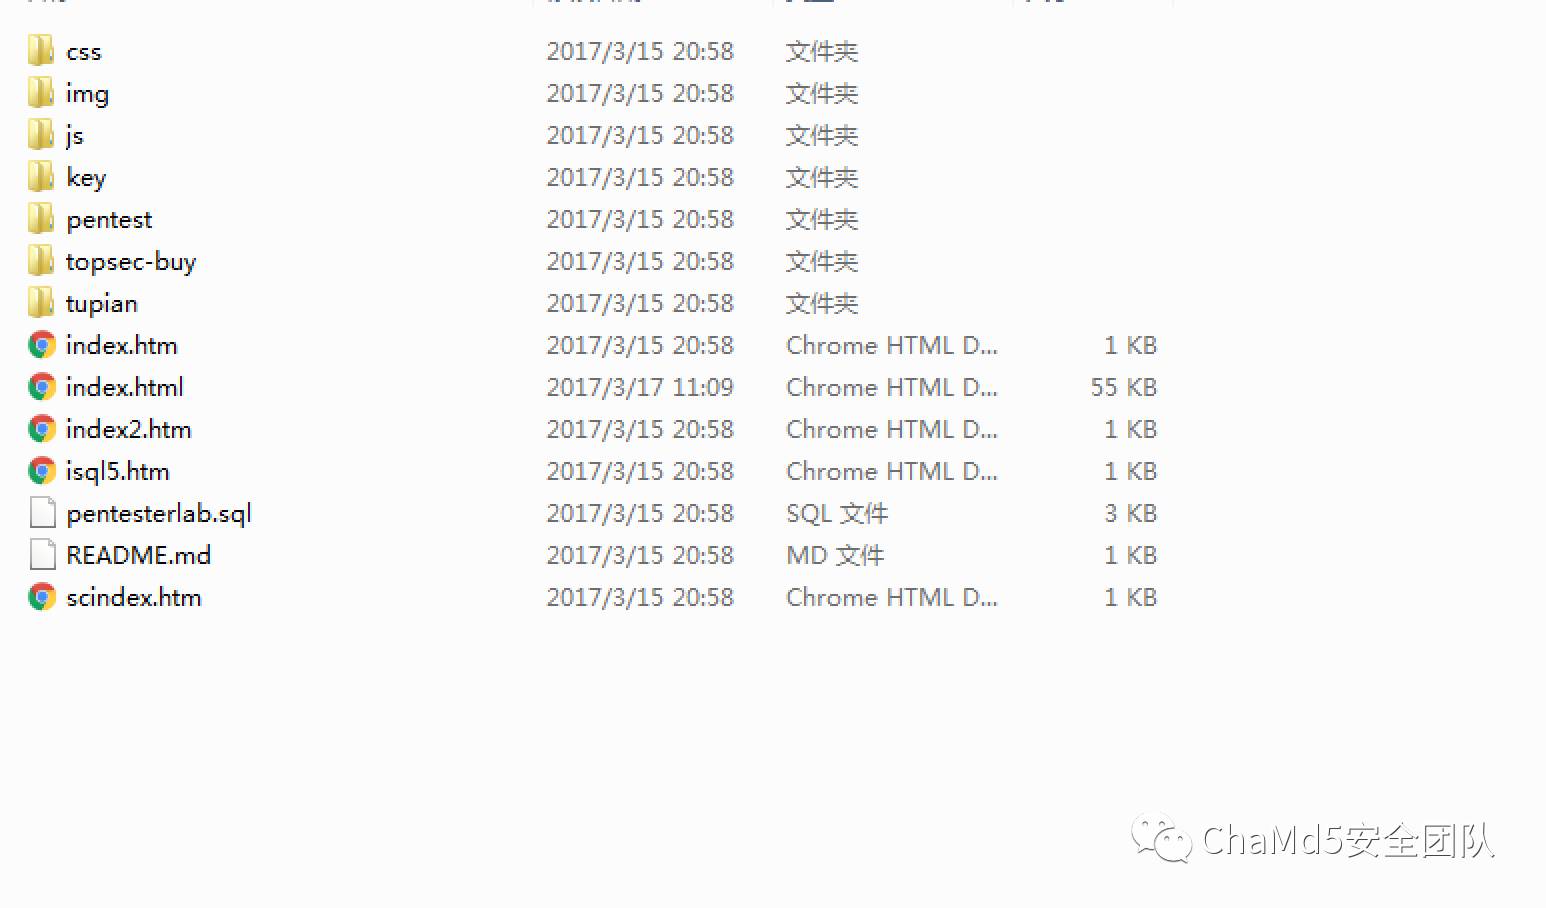 css 2017/3/15 20:58 文件夹
img 2017/3/15 20:58 文件夹
js 2017/3/15 20:58 文件夹
key 2017/3/15 20:58 文件夹
pentest 2017/3/15 20:58 文件夹
topsec-buy 2017/3/15 20:58 文件夹
tupian 2017/3/15 20:58 文件夹
index.htm 2017/3/15 20:58 Chrome HTML D... 1 KB
index.html 2017/3/17 11:09 Chrome HTML D... 55 KB
index2.htm 2017/3/15 20:58 Chrome HTML D... 1 KB
isql5.htm 2017/3/15 20:58 Chrome HTML D... 1 KB
pentesterlab.sql 2017/3/15 20:58 SQL 文件 3 KB
README.md 2017/3/15 20:58 MD 文件 1 KB
scindex.htm 2017/3/15 20:58 Chrome HTML D... 1 KB
ChaMd5安全团队